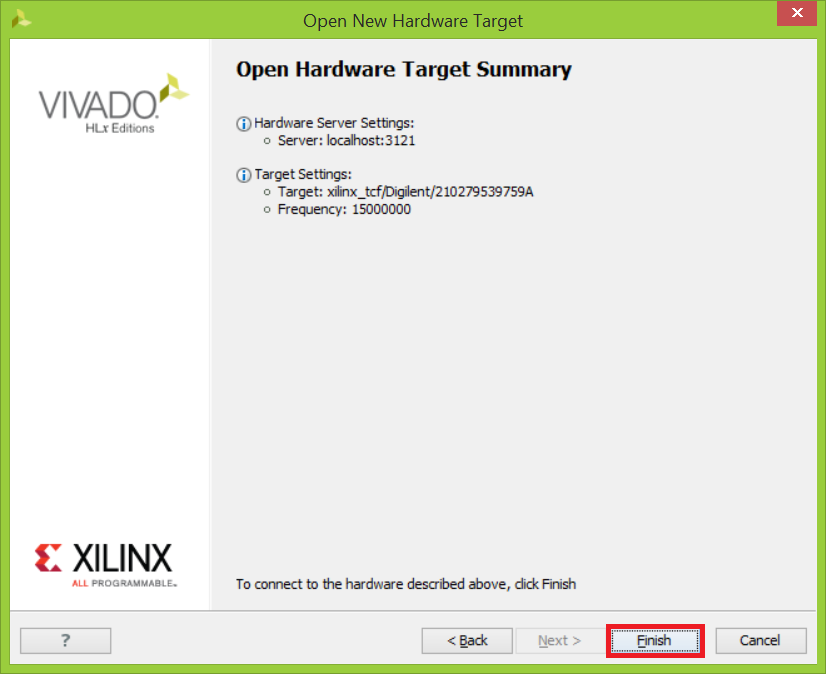 Open New Hardware Target
VIVADO.
HLx Editions
Open Hardware Target Summary
Hardware Server Settings:
Server: localhost:3121
Target Settings:
Target: xilinx_tcf/Digilent/210279539759A
Frequency: 15000000
XILINX
ALL PROGRAMMABLE™
To connect to the hardware described above, click Finish
?
< Back
Next >
Finish
Cancel